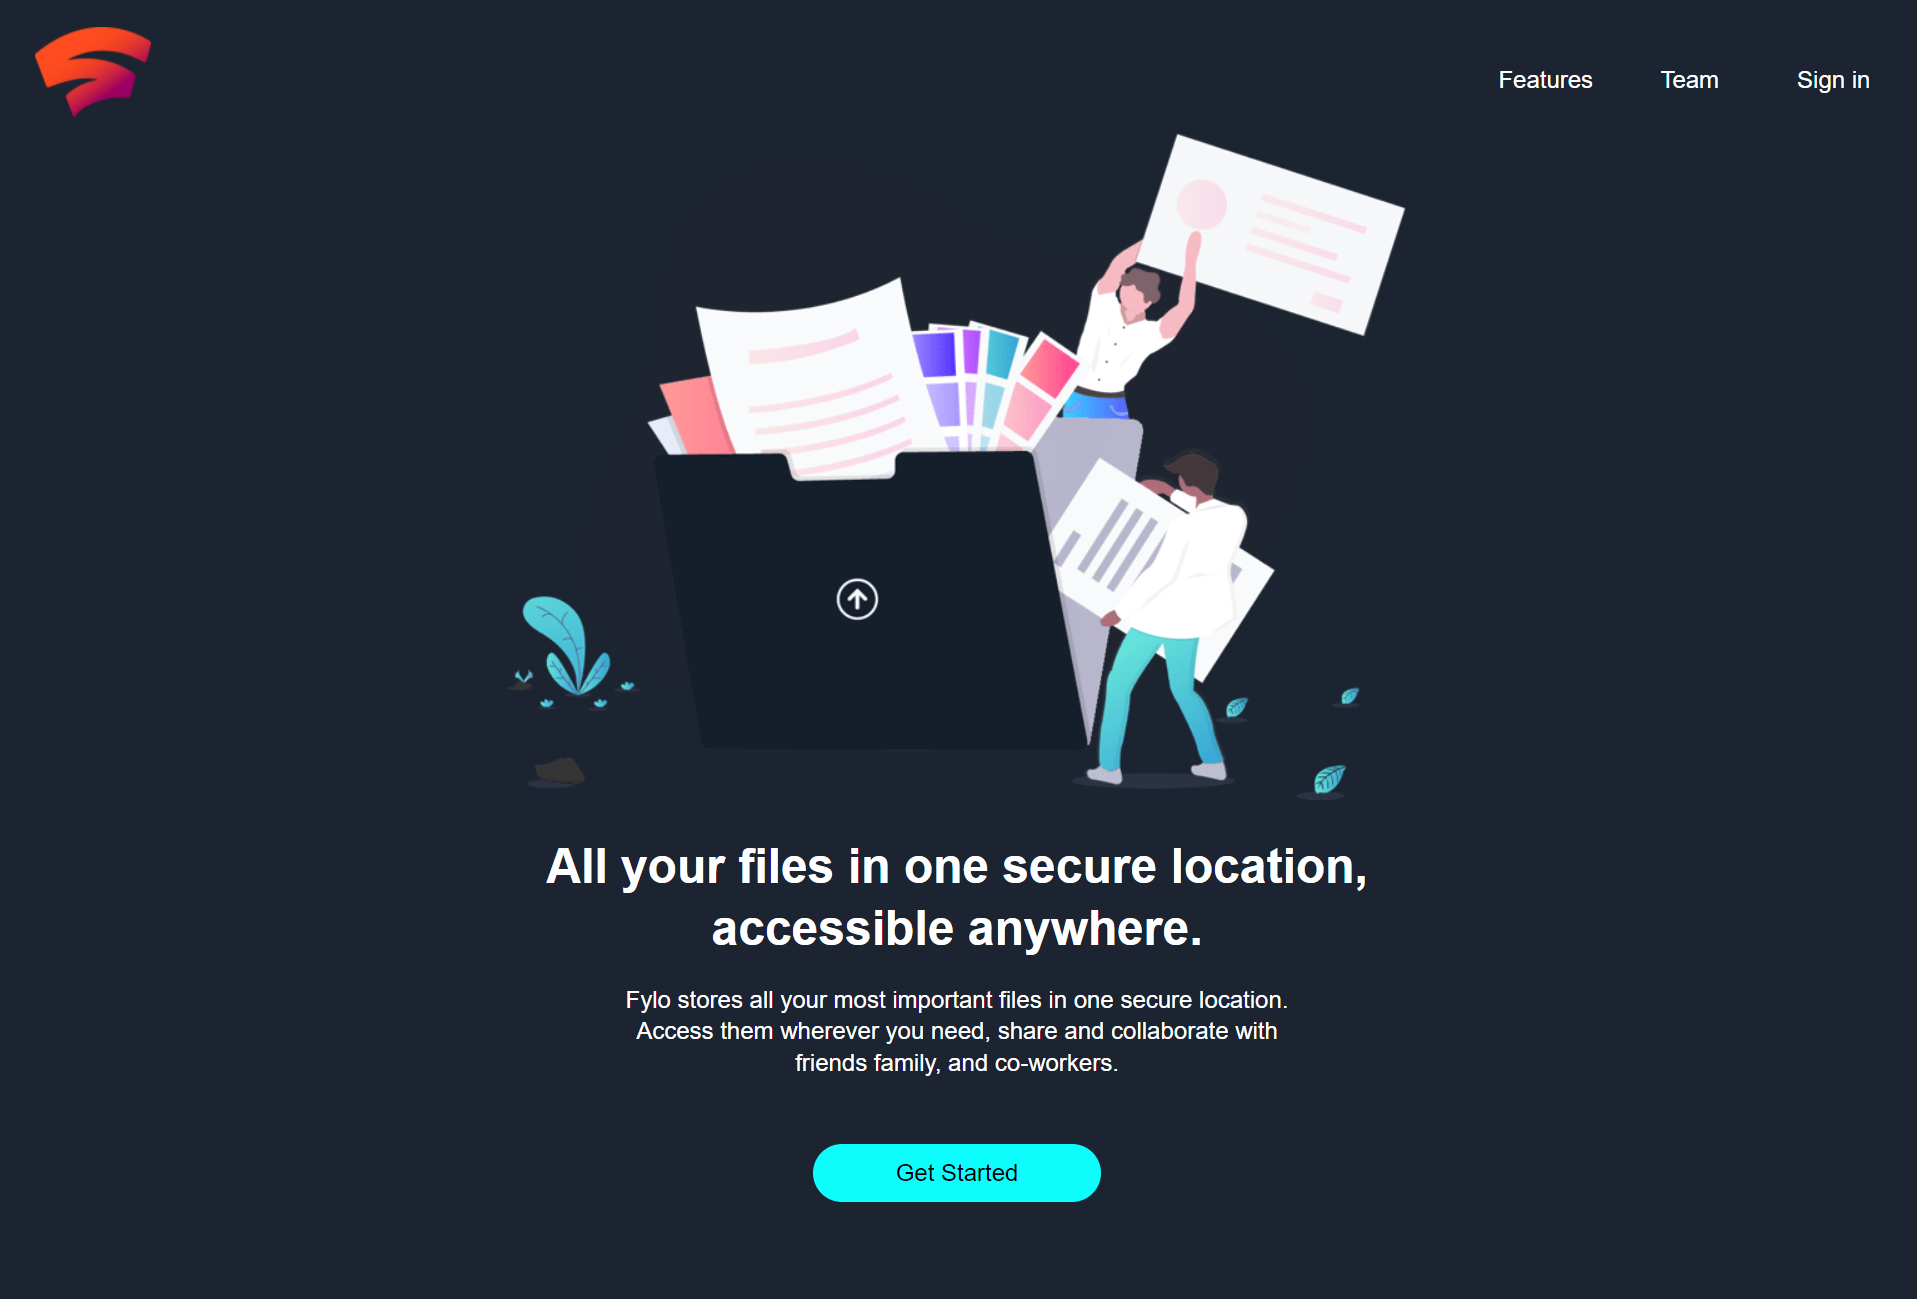 Features Team Sign in
All your files in one secure location,
accessible anywhere.
Fylo stores all your most important files in one secure location.
Access them wherever you need, share and collaborate with
friends family, and co-workers.
Get Started